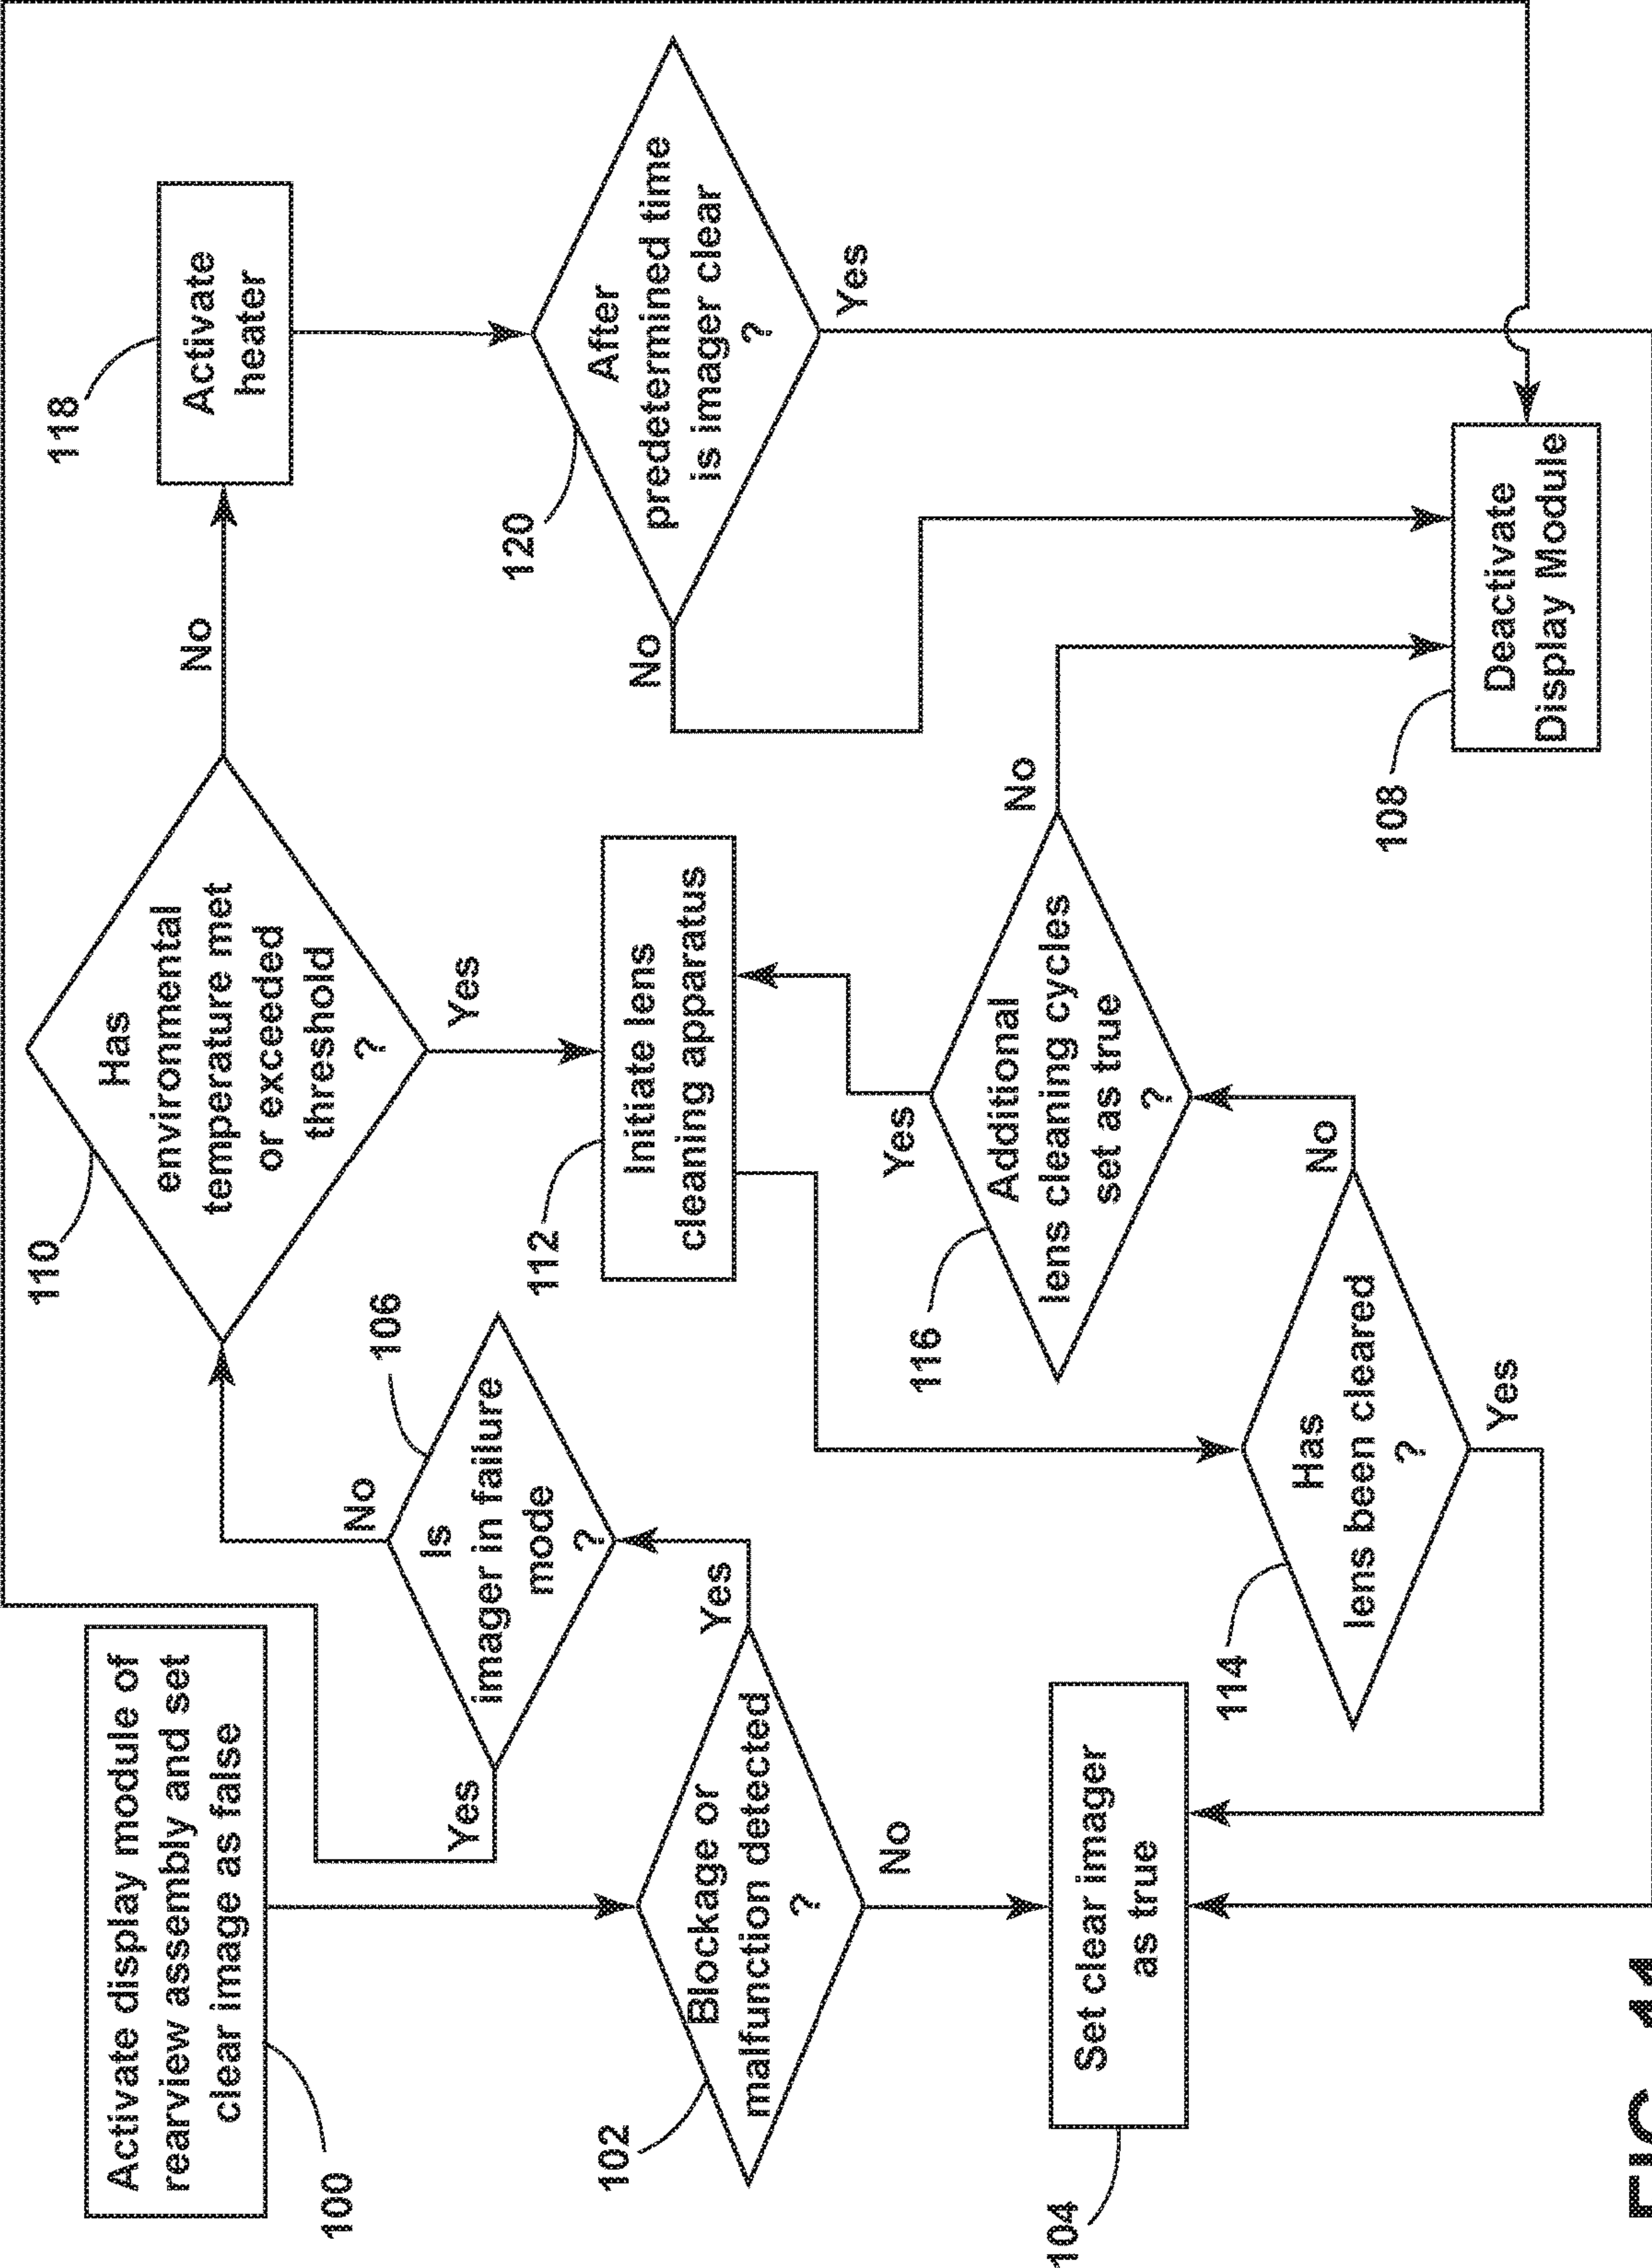 100
Activate display module of
rearview assembly and set
clear image as false
102
Blockage or
malfunction detected
?
Yes
No
104
Set clear imager
as true
106
Is
imager in failure
mode
?
Yes
No
110
Has
environmental
temperature met
or exceeded
threshold
?
Yes
No
112
Initiate lens
cleaning apparatus
114
Has
lens been cleared
?
Yes
No
116
Additional
lens cleaning cycles
set as true
?
Yes
No
118
Activate
heater
120
After
predetermined time
is imager clear
?
No
Yes
108
Deactivate
Display Module